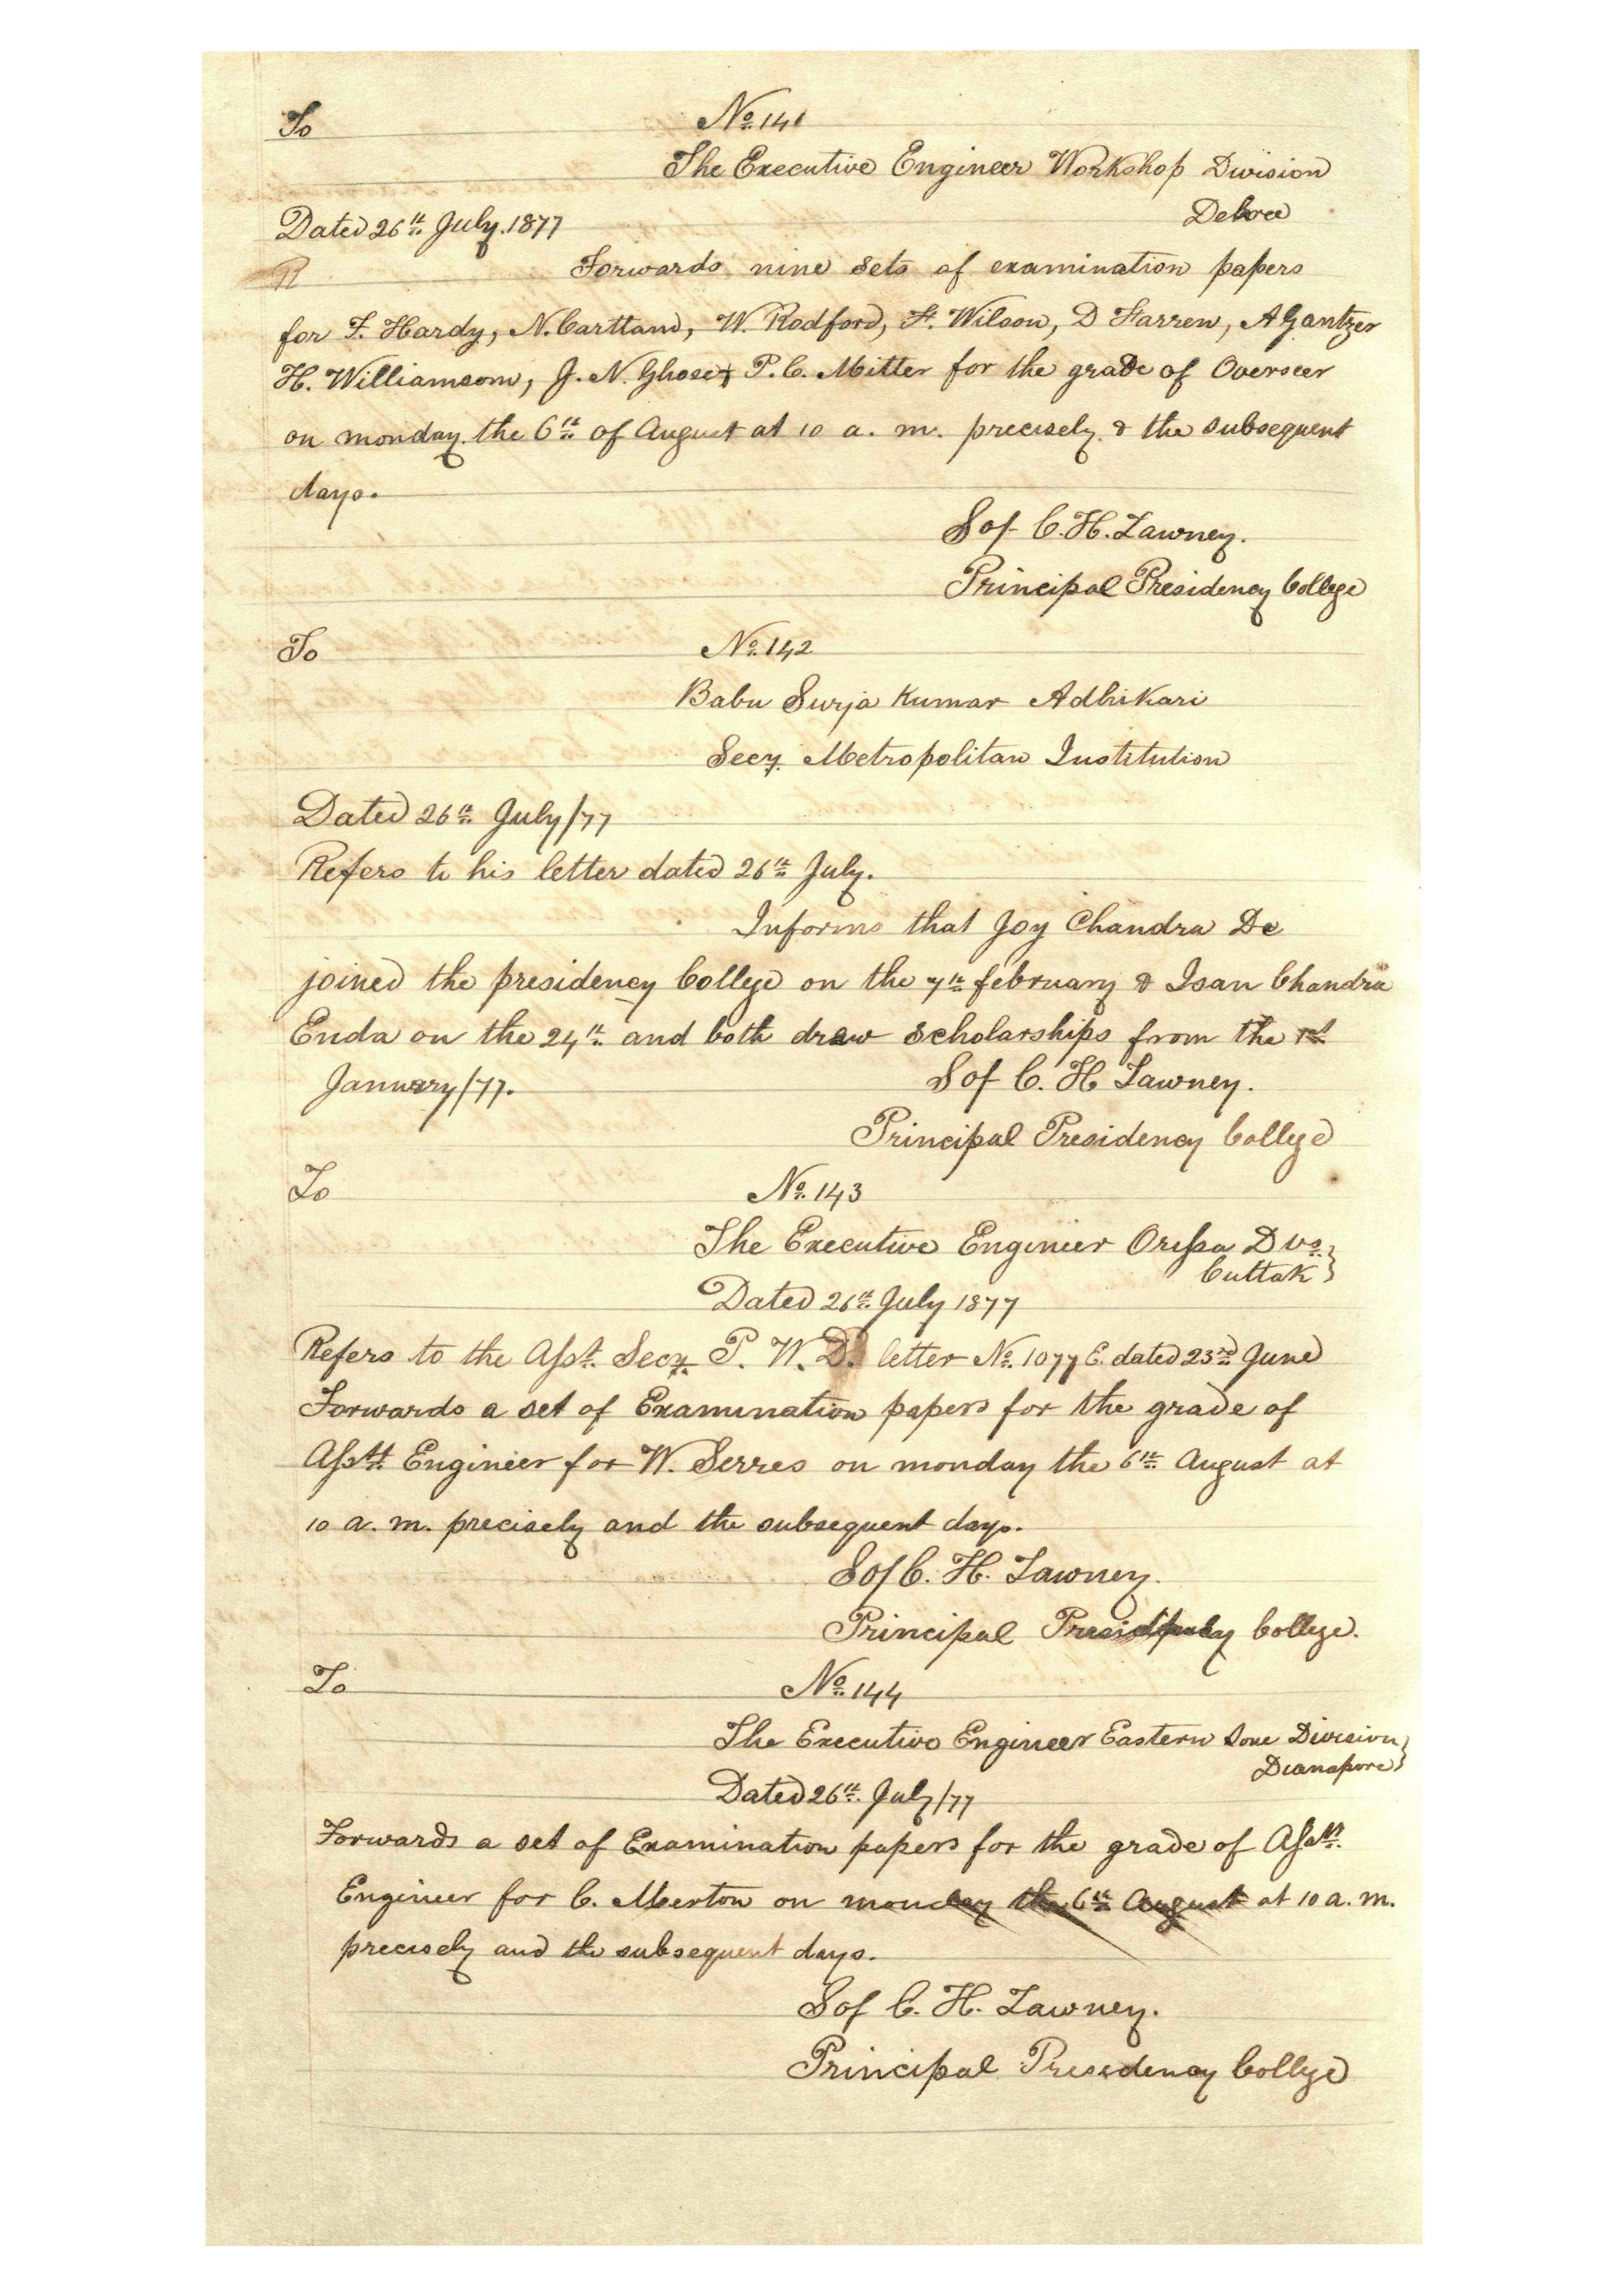 To No. 141
The Executive Engineer Workshop Division
Dehree
Dated 26th July. 1877
R Forwards nine sets of examination papers
for F. Hardy, N. Cartland, W. Radford, F. Wilson, D Farren, A Gantzer
H. Williamson, J. N. Ghose & P. C. Mitter for the grade of Overseer
on monday the 6th of August at 10 a. m. precisely & the subsequent
days.
Sd/- C. H. Tawney.
Principal Presidency College
To No. 142
Babu Surja Kumar Adhikari
Secy. Metropolitan Institution
Dated 26th July/77
Refers to his letter dated 26th July.
Informs that Joy Chandra De
joined the presidency College on the 7th february & Isan Chandra
Enda on the 24th and both draw scholarships from the 1st
January/77. Sd/ C. H Tawney.
Principal Presidency College
To No. 143
The Executive Engineer Orissa Dvs.
Cuttak
Dated 26th July 1877
Refers to the Asst. Secy. P. W. D. letter No. 1077 E. dated 23rd June
Forwards a set of Examination papers for the grade of
Asstt. Engineer for W. Serres on monday the 6th August at
10 a. m. precisely and the subsequent days.
Sd/ C. H. Tawney.
Principal Presidency College.
To No. 144
The Executive Engineer Eastern Sone Division
Dianapore
Dated 26th July/77
Forwards a set of Examination papers for the grade of Asstt.
Engineer for C. Merton on monday the 6th August at 10 a. m.
precisely and the subsequent days.
Sd/ C. H. Tawney.
Principal Presedency College